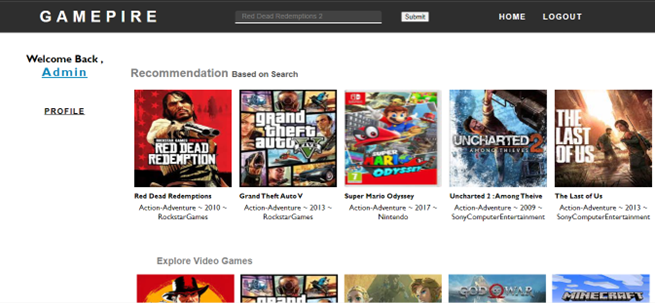 GAMEPIRE
Red Dead Redemptions 2
Submit
HOME
LOGOUT
Welcome Back ,
Admin
PROFILE
Recommendation Based on Search
RED DEAD
REDEMPTION
grand
theft
auto
V
SUPER
MARIO
ODYSSEY
UNCHARTED 2
AMONG THIEVES
THE
LAST
OF US
Red Dead Redemptions
Action-Adventure ~ 2010 ~
RockstarGames
Grand Theft Auto V
Action-Adventure ~ 2013 ~
RockstarGames
Super Mario Odyssey
Action-Adventure ~ 2017 ~
Nintendo
Uncharted 2 : Among Theive
Action-Adventure ~ 2009 ~
SonyComputerEntertainment
The Last of Us
Action-Adventure ~ 2013 ~
SonyComputerEntertainment
Explore Video Games
grand
GOD WAR
MINECRAFT